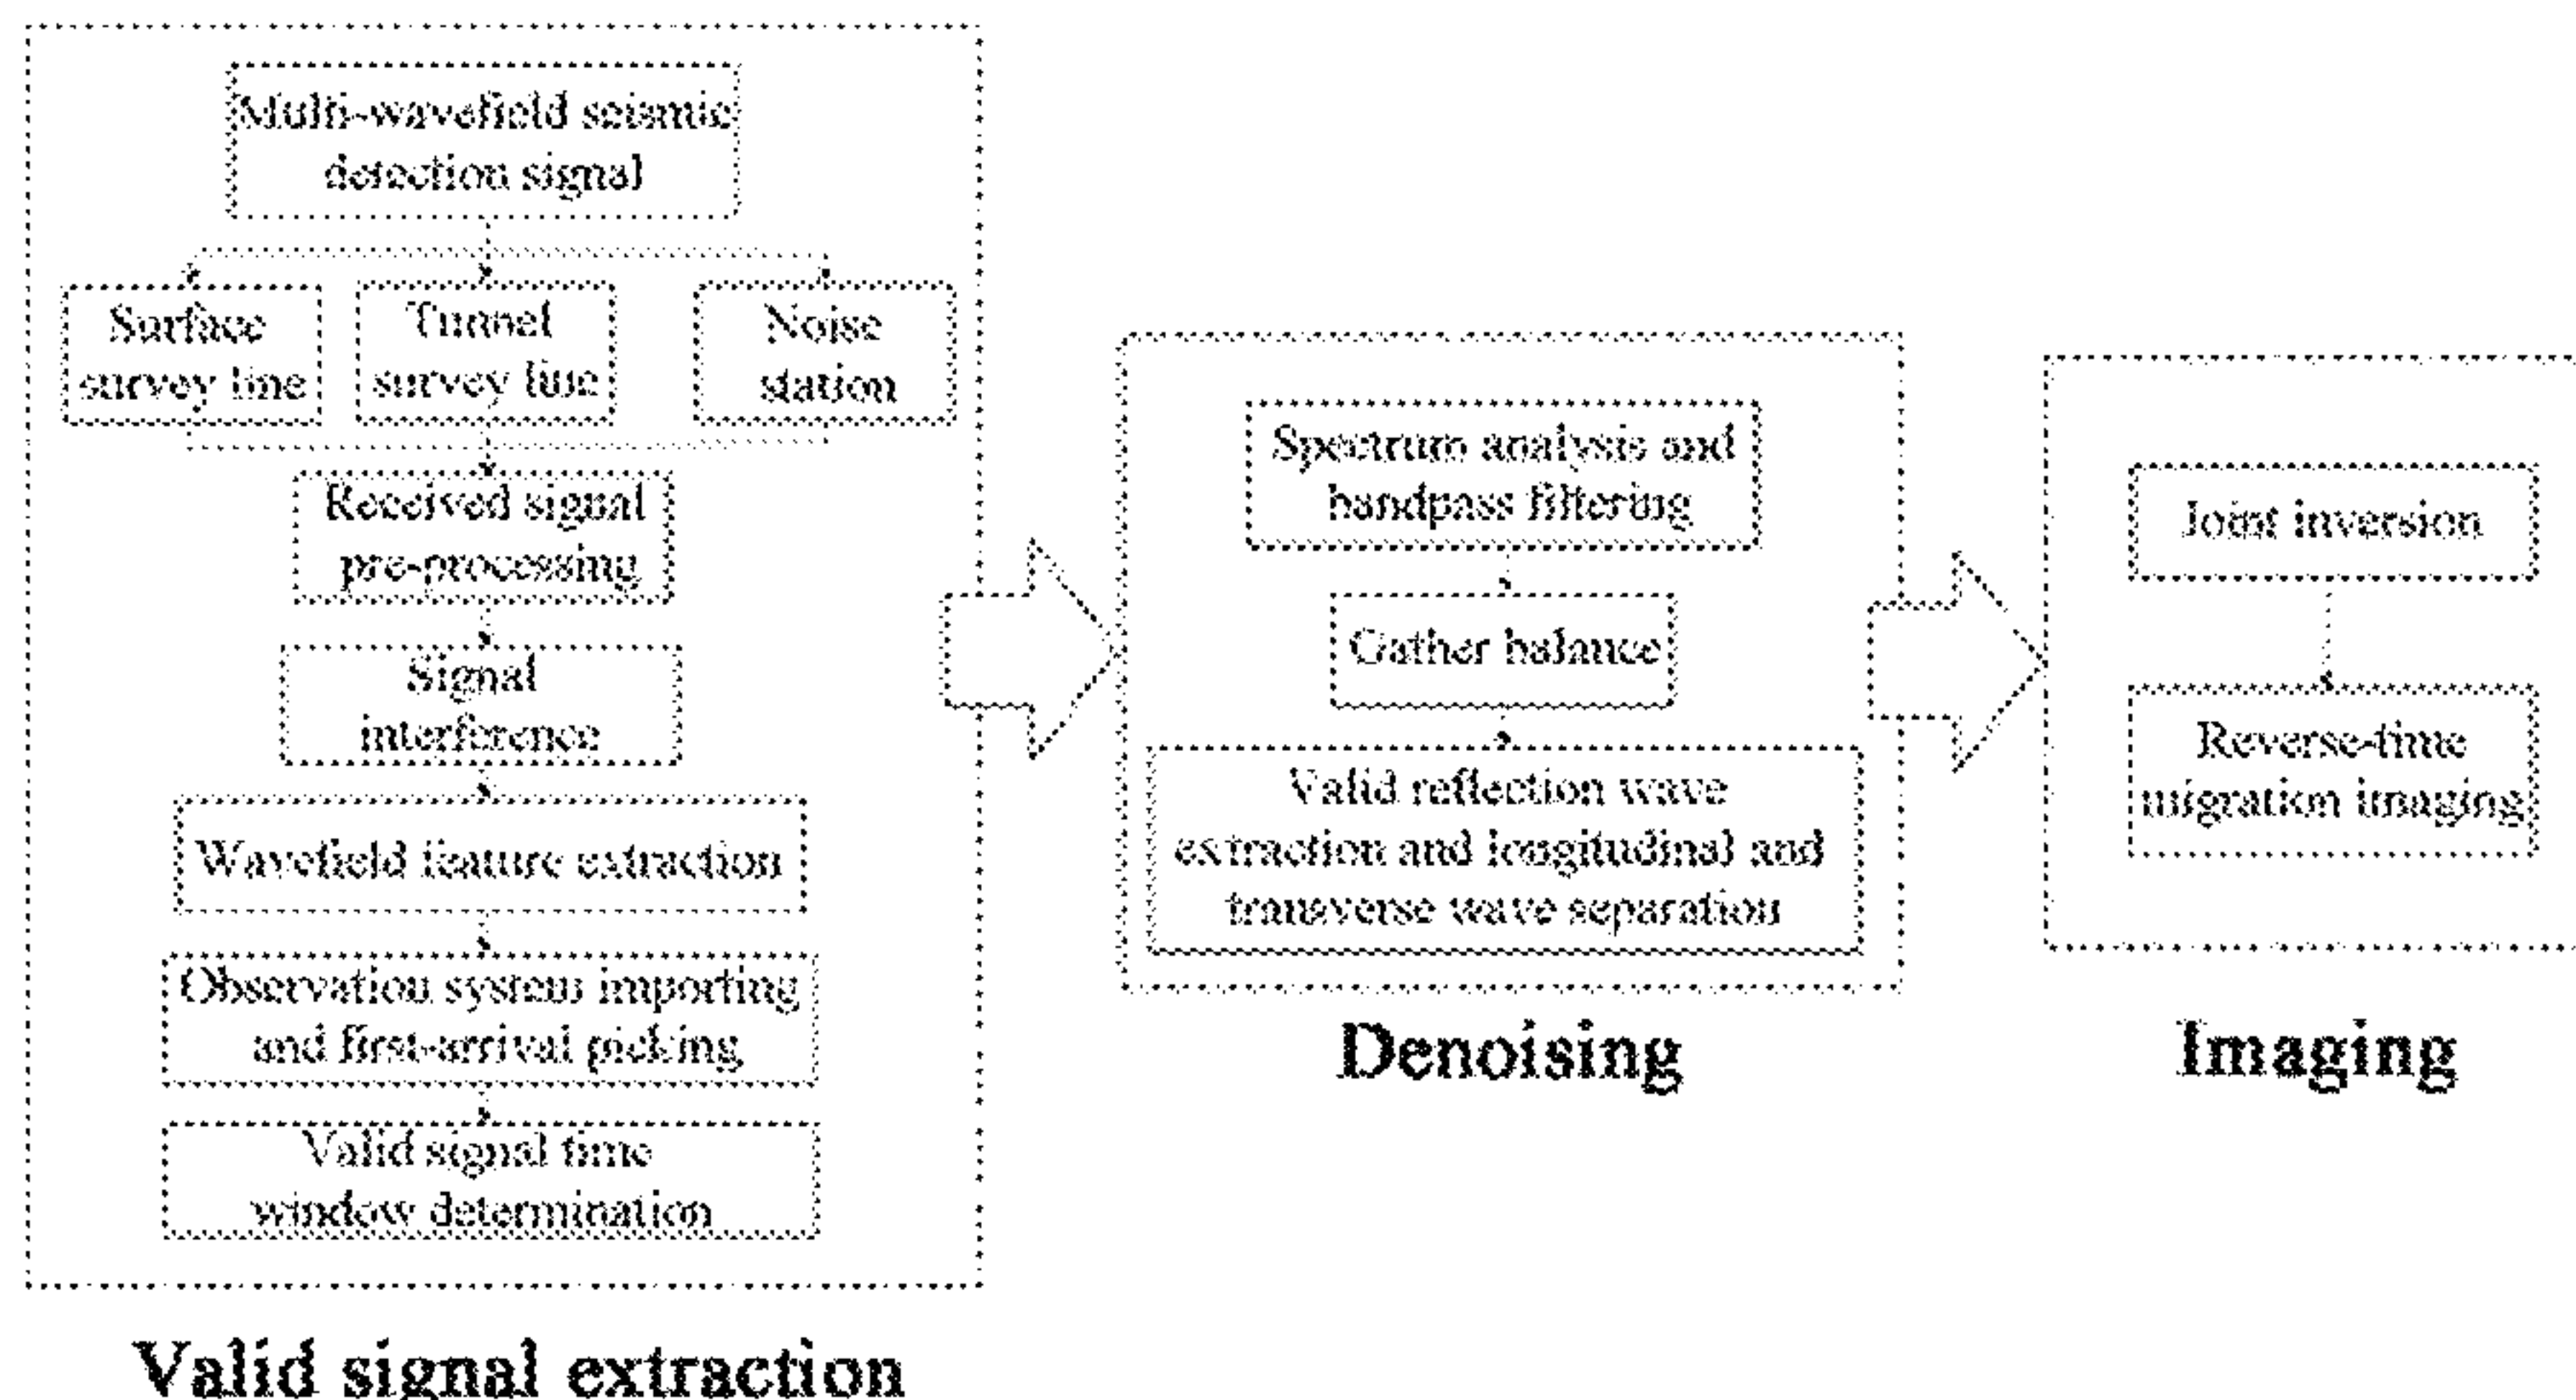 Multi-wavefield seismic
detection signal
Surface
survey line
Tunnel
survey line
Noise
station
Received signal
pre-processing
Signal
interference
Wavefield feature extraction
Observation system importing
and first-arrival picking
Valid signal time
window determination
Valid signal extraction
Spectrum analysis and
bandpass filtering
Gather balance
Valid reflection wave
extraction and longitudinal and
transverse wave separation
Denoising
Joint inversion
Reverse-time
migration imaging
Imaging